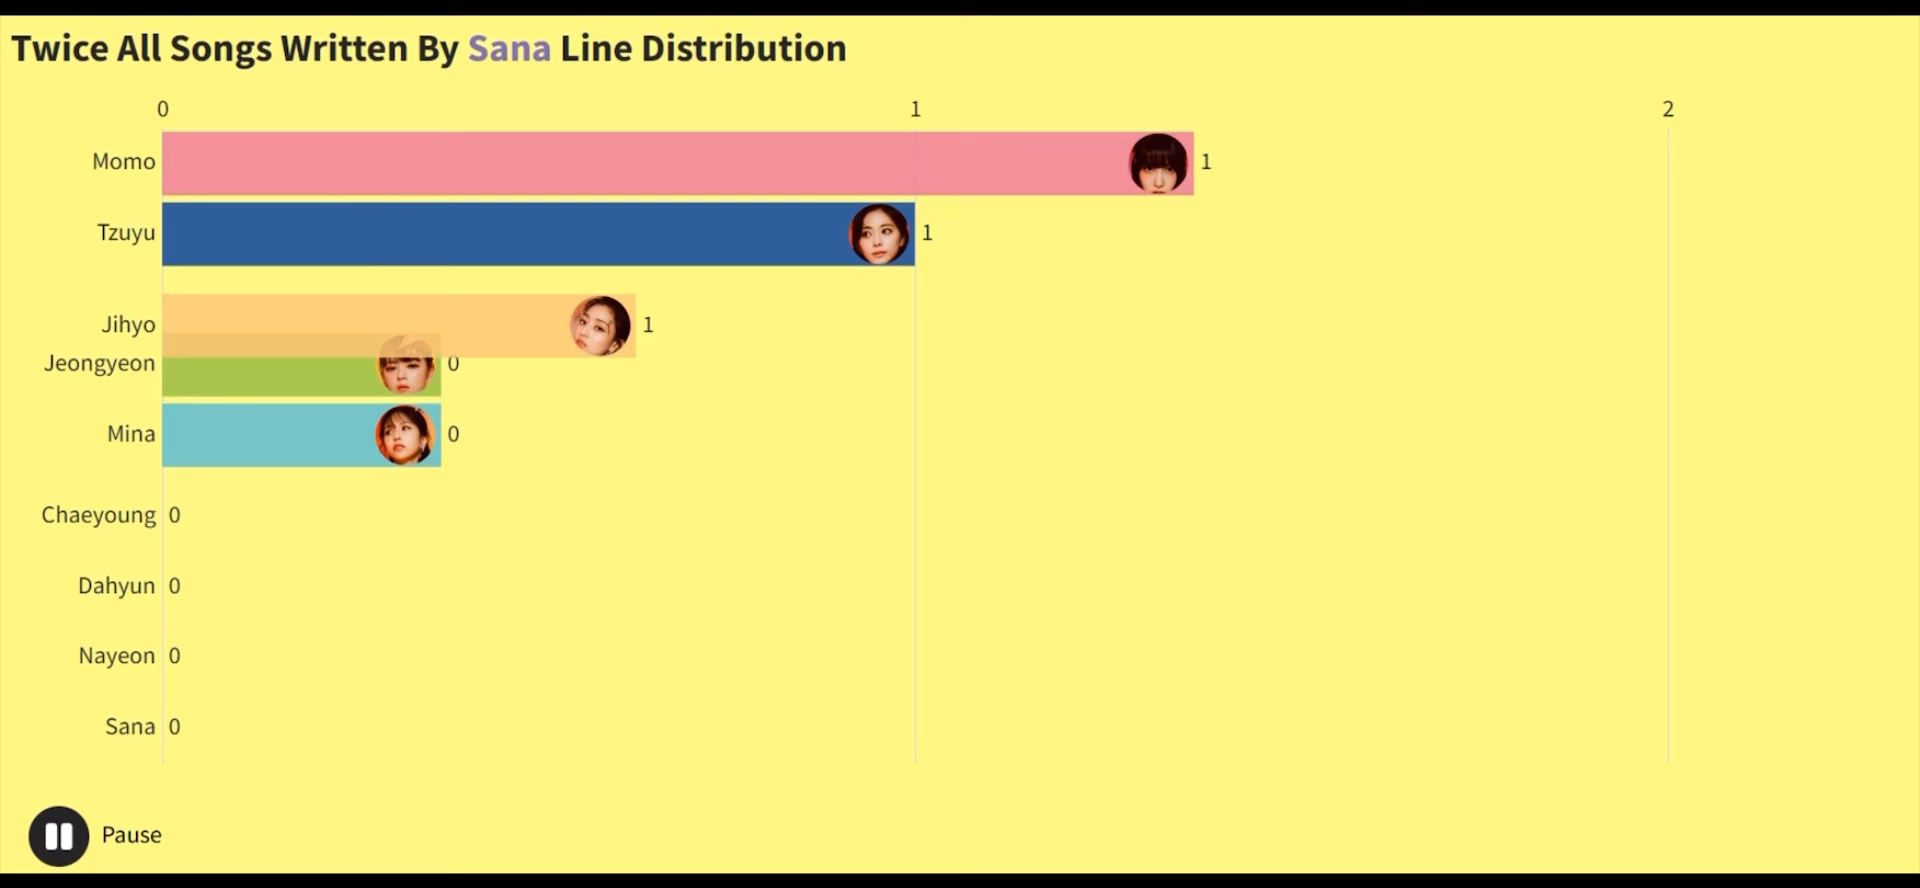 Twice All Songs Written By Sana Line Distribution
0 1 2
Momo 1
Tzuyu 1
Jihyo 1
Jeongyeon 0
Mina 0
Chaeyoung 0
Dahyun 0
Nayeon 0
Sana 0
Pause